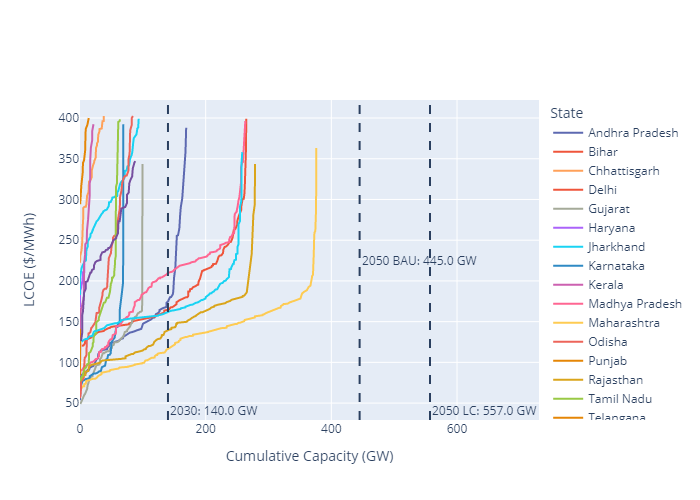 State
400
350
300
250
200
150
100
50
LCOE ($/MWh)
0
200
400
600
Cumulative Capacity (GW)
2030: 140.0 GW
2050 BAU: 445.0 GW
2050 LC: 557.0 GW
Andhra Pradesh
Bihar
Chhattisgarh
Delhi
Gujarat
Haryana
Jharkhand
Karnataka
Kerala
Madhya Pradesh
Maharashtra
Odisha
Punjab
Rajasthan
Tamil Nadu
Telangana